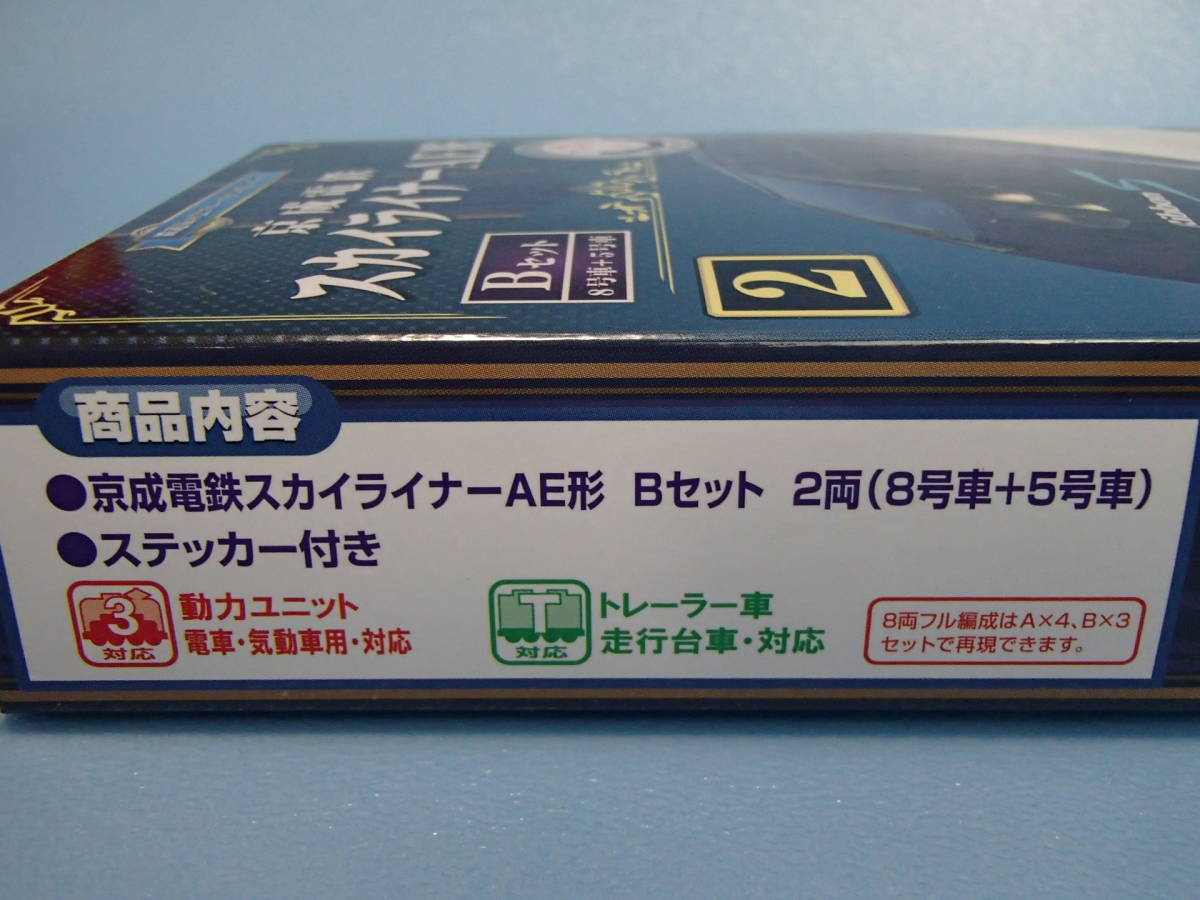 京成電鉄
スカイライナーAE形
Bセット
8号車+5号車
2
商品内容
●京成電鉄スカイライナーAE形 Bセット 2両(8号車+5号車)
●ステッカー付き
3
対応
動力ユニット
電車・気動車用・対応
T
対応
トレーラー車
走行台車・対応
8両フル編成はA×4、B×3
セットで再現できます。